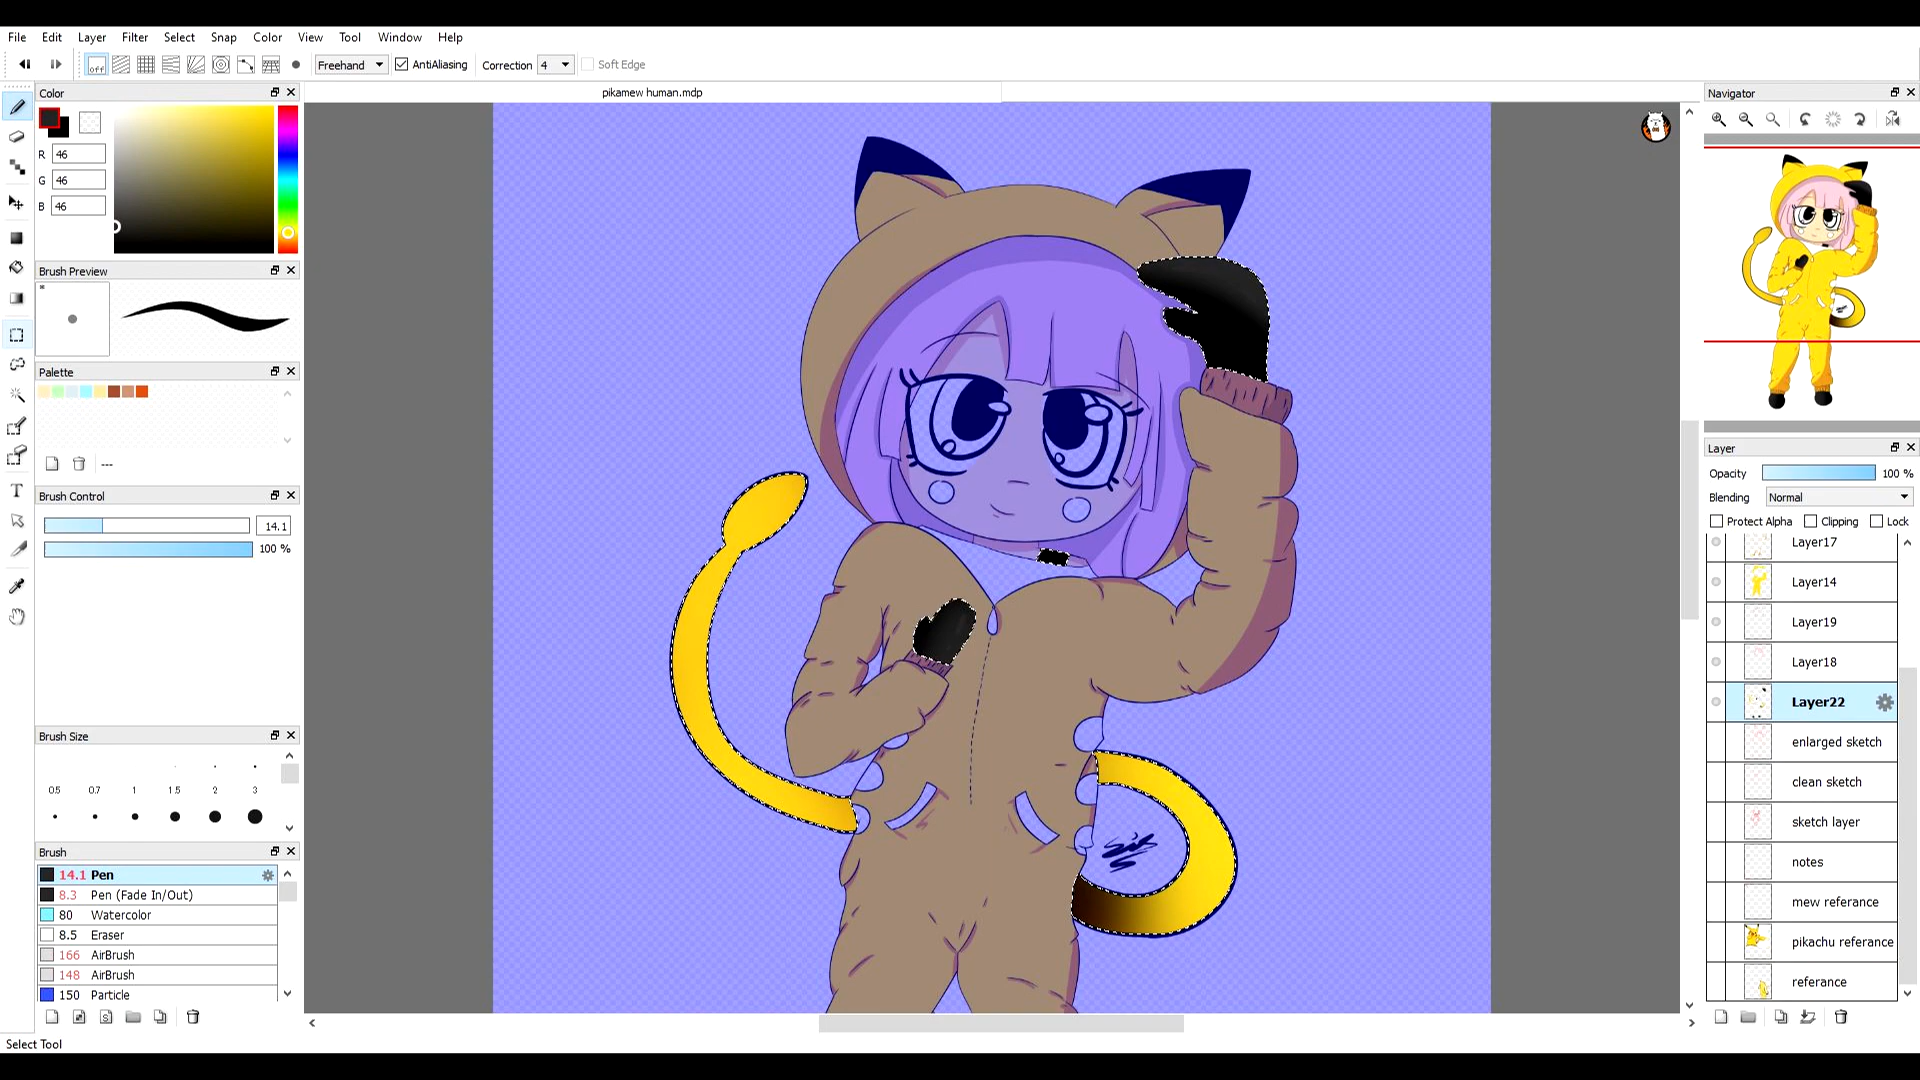 File Edit Layer Filter Select Snap Color View Tool Window Help
off Freehand AntiAliasing Correction 4 Soft Edge
Color
pikamew human.mdp
Navigator
R 46
G 46
B 46
Brush Preview
Palette
---
Brush Control
14.1
100 %
Brush Size
0.5 0.7 1 1.5 2 3
Brush
14.1 Pen
8.3 Pen (Fade In/Out)
80 Watercolor
8.5 Eraser
166 AirBrush
148 AirBrush
150 Particle
Select Tool
Layer
Opacity 100 %
Blending Normal
Protect Alpha Clipping Lock
Layer17
Layer14
Layer19
Layer18
Layer22
enlarged sketch
clean sketch
sketch layer
notes
mew referance
pikachu referance
referance